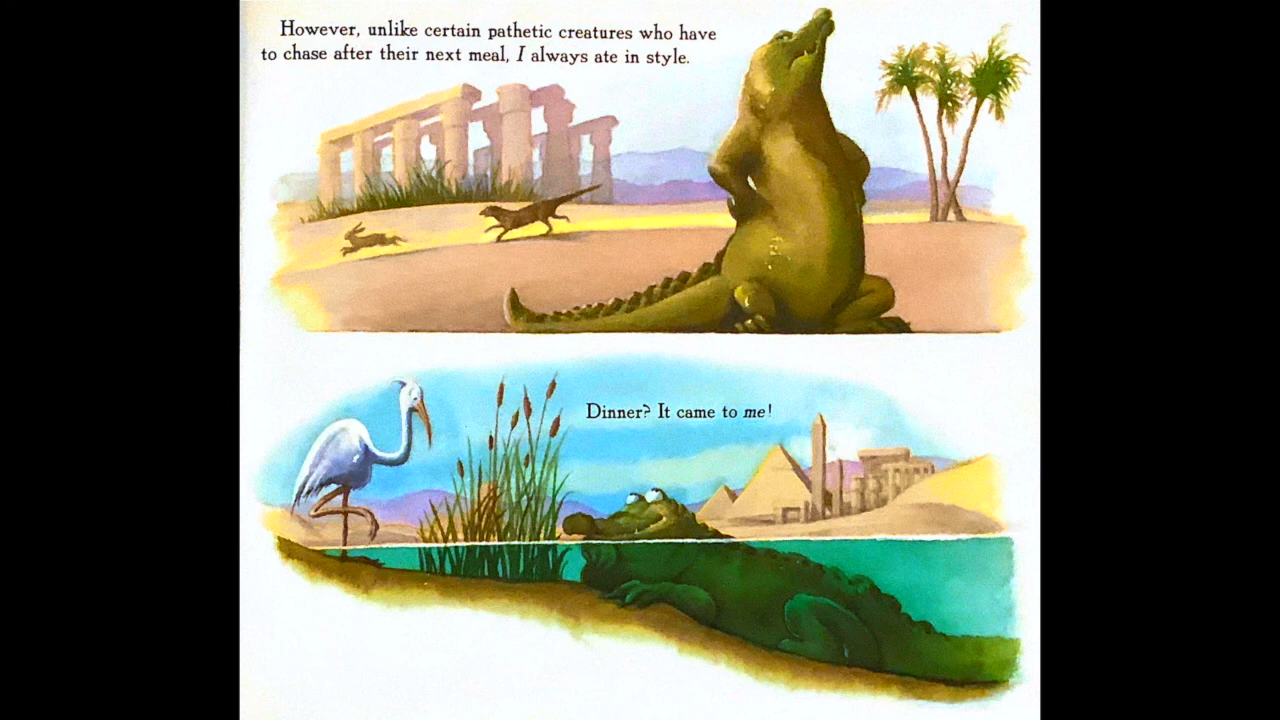 However, unlike certain pathetic creatures who have
to chase after their next meal, I always ate in style.
Dinner? It came to me!